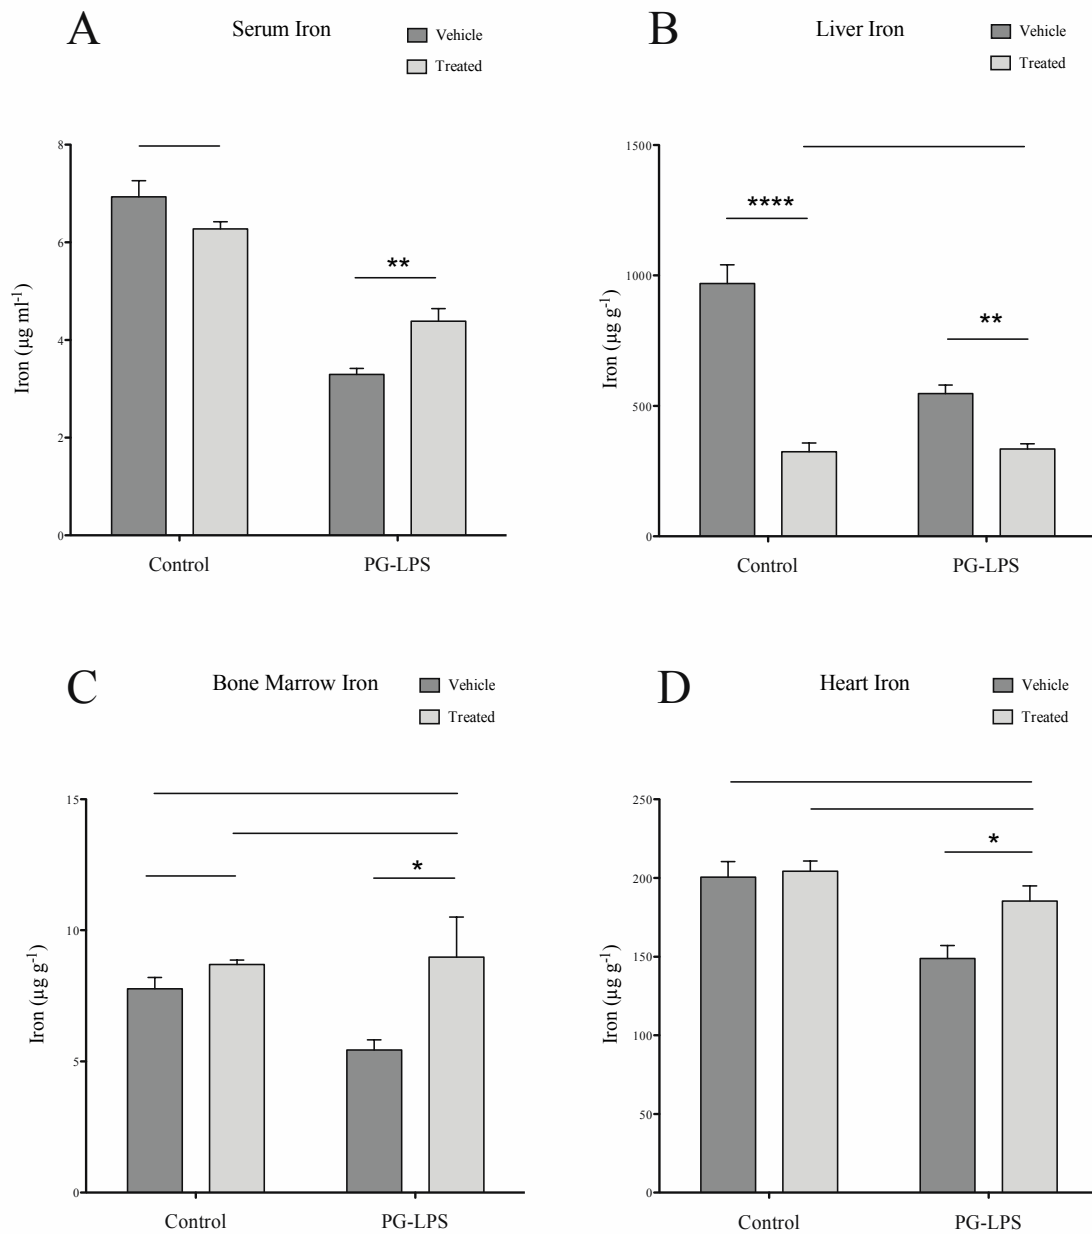 A
Serum Iron
Vehicle
Treated
Iron (µg ml-1)
8
6
4
2
0
**
Control
PG-LPS
B
Liver Iron
Vehicle
Treated
Iron (µg g-1)
1500
1000
500
0
****
**
Control
PG-LPS
C
Bone Marrow Iron
Vehicle
Treated
Iron (µg g-1)
15
10
5
0
*
Control
PG-LPS
D
Heart Iron
Vehicle
Treated
Iron (µg g-1)
250
200
150
100
50
0
*
Control
PG-LPS